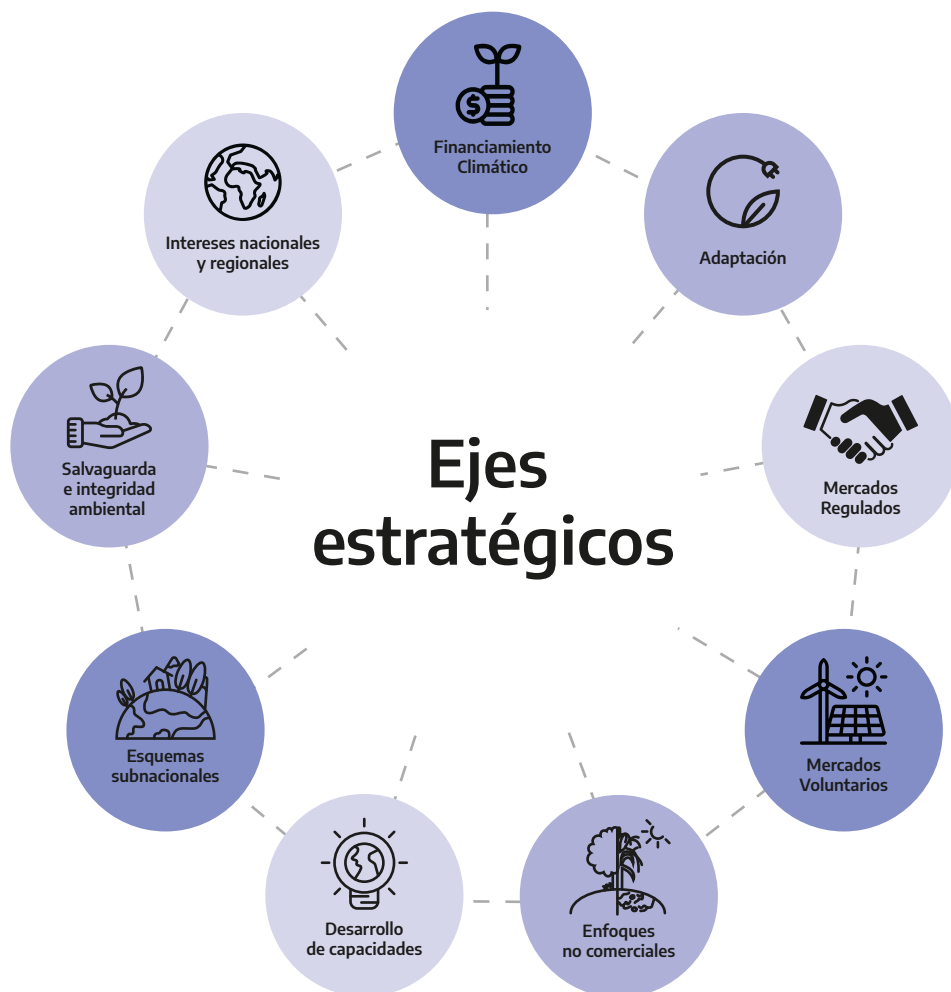 Financiamiento
Climático
Adaptación
Mercados
Regulados
Mercados
Voluntarios
Enfoques
no comerciales
Desarrollo
de capacidades
Esquemas
subnacionales
Salvaguarda
e integridad
ambiental
Intereses nacionales
y regionales
Ejes
estratégicos
$